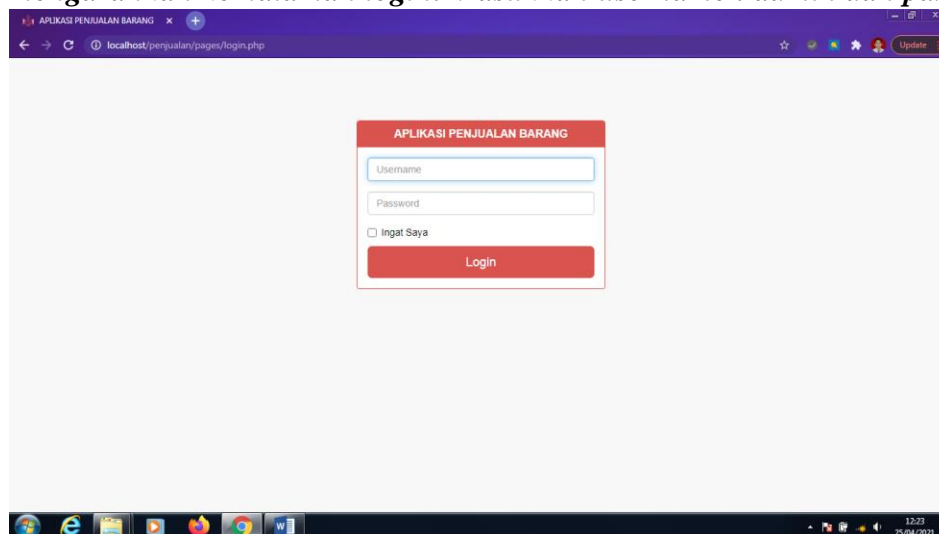 APLIKASI PENJUALAN BARANG
localhost/penjualan/pages/login.php
Update
APLIKASI PENJUALAN BARANG
Username
Password
Ingat Saya
Login
12:23
25/04/2021